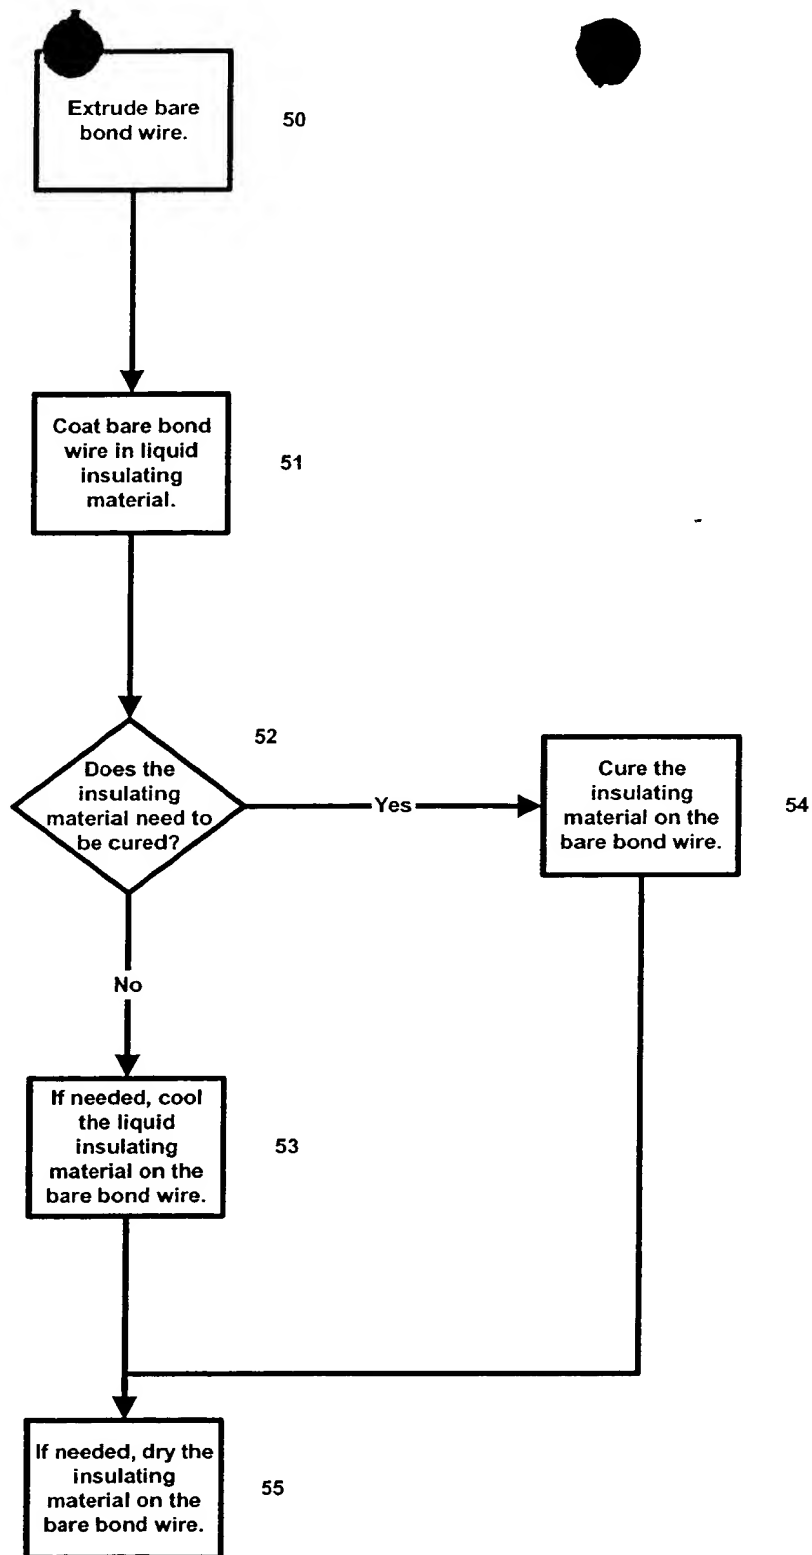 Extrude bare
bond wire.
50
Coat bare bond
wire in liquid
insulating
material.
51
52
Does the
insulating
material need to
be cured?
Yes
Cure the
insulating
material on the
bare bond wire.
54
No
If needed, cool
the liquid
insulating
material on the
bare bond wire.
53
If needed, dry the
insulating
material on the
bare bond wire.
55